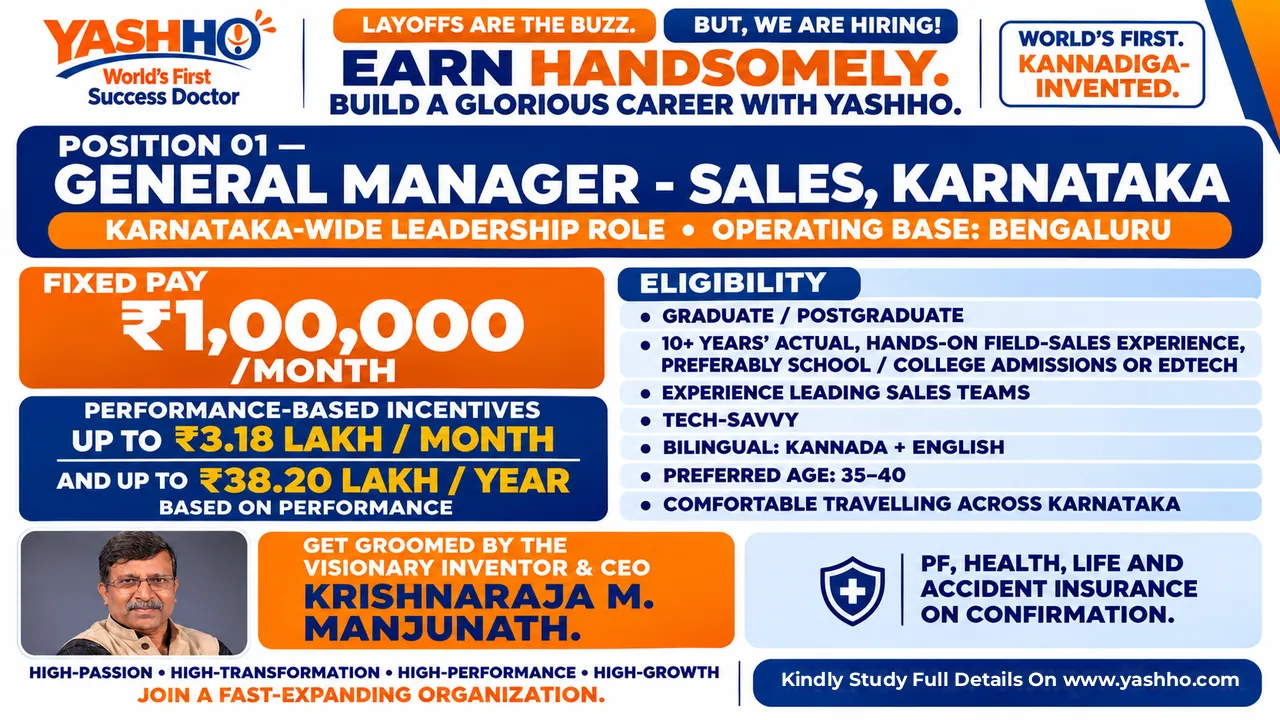 YASHHO
World's First
Success Doctor
LAYOFFS ARE THE BUZZ.
BUT, WE ARE HIRING!
EARN HANDSOMELY.
BUILD A GLORIOUS CAREER WITH YASHHO.
WORLD'S FIRST.
KANNADIGA-
INVENTED.
POSITION 01 —
GENERAL MANAGER - SALES, KARNATAKA
KARNATAKA-WIDE LEADERSHIP ROLE • OPERATING BASE: BENGALURU
FIXED PAY
₹1,00,000
/MONTH
PERFORMANCE-BASED INCENTIVES
UP TO ₹3.18 LAKH / MONTH
AND UP TO ₹38.20 LAKH / YEAR
BASED ON PERFORMANCE
ELIGIBILITY
• GRADUATE / POSTGRADUATE
• 10+ YEARS' ACTUAL, HANDS-ON FIELD-SALES EXPERIENCE,
PREFERABLY SCHOOL / COLLEGE ADMISSIONS OR EDTECH
• EXPERIENCE LEADING SALES TEAMS
• TECH-SAVVY
• BILINGUAL: KANNADA + ENGLISH
• PREFERRED AGE: 35–40
• COMFORTABLE TRAVELLING ACROSS KARNATAKA
GET GROOMED BY THE
VISIONARY INVENTOR & CEO
KRISHNARAJA M.
MANJUNATH.
PF, HEALTH, LIFE AND
ACCIDENT INSURANCE
ON CONFIRMATION.
HIGH-PASSION • HIGH-TRANSFORMATION • HIGH-PERFORMANCE • HIGH-GROWTH
JOIN A FAST-EXPANDING ORGANIZATION.
Kindly Study Full Details On www.yashho.com